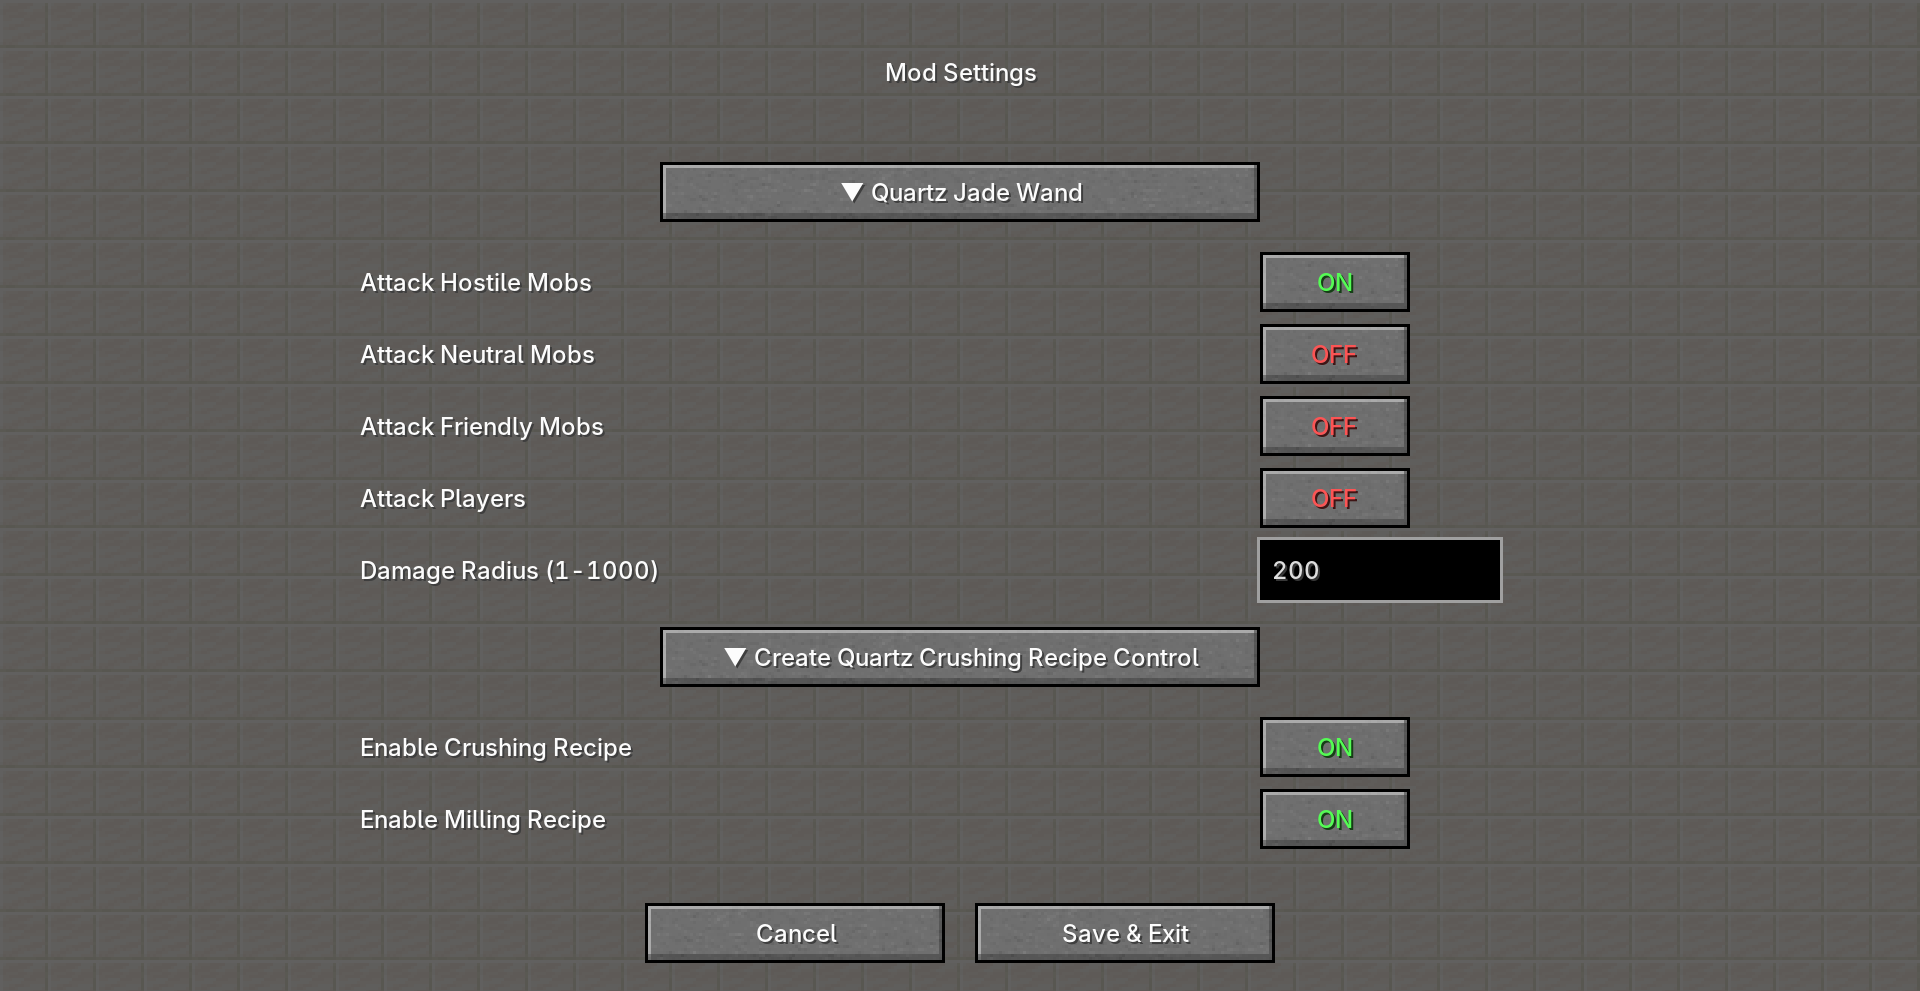 Mod Settings
▼ Quartz Jade Wand
Attack Hostile Mobs ON
Attack Neutral Mobs OFF
Attack Friendly Mobs OFF
Attack Players OFF
Damage Radius (1-1000) 200
▼ Create Quartz Crushing Recipe Control
Enable Crushing Recipe ON
Enable Milling Recipe ON
Cancel Save & Exit